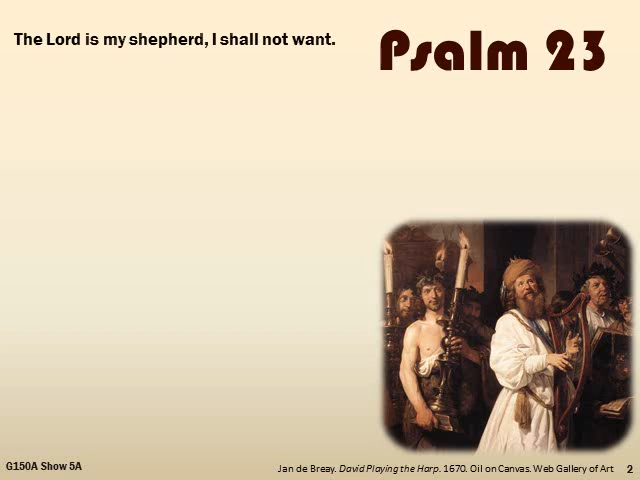 The Lord is my shepherd, I shall not want.
Psalm 23
G150A Show 5A
Jan de Breay. David Playing the Harp. 1670. Oil on Canvas. Web Gallery of Art
2